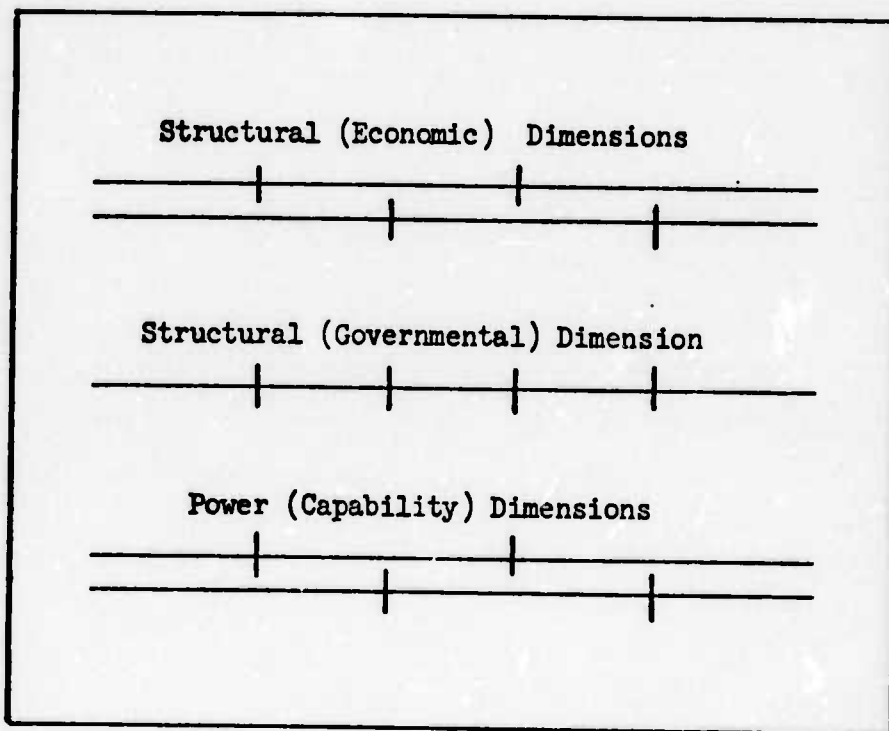 Structural (Economic) Dimensions
Structural (Governmental) Dimension
Power (Capability) Dimensions